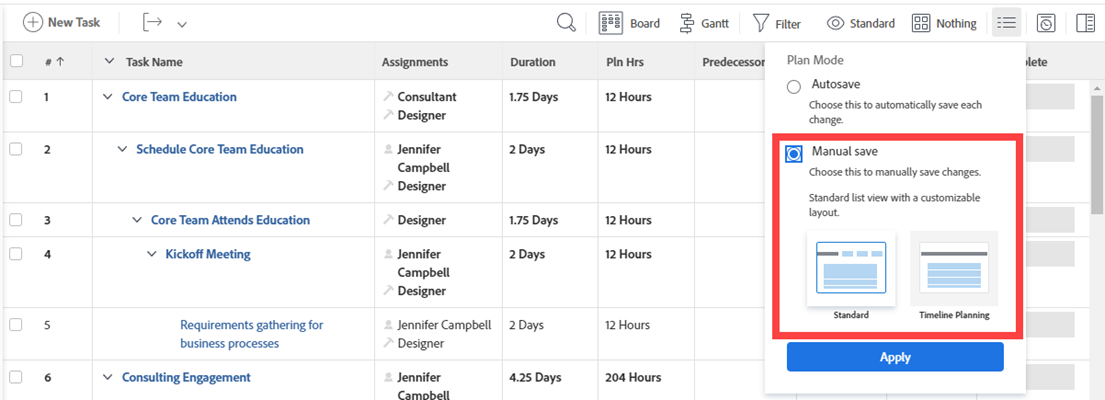 New Task Board Gantt Filter Standard Nothing
# Task Name Assignments Duration Pln Hrs Predecessor plete
Plan Mode
Autosave
Choose this to automatically save each
change.
Manual save
Choose this to manually save changes.
Standard list view with a customizable
layout.
Standard Timeline Planning
Apply
1 Core Team Education Consultant 1.75 Days 12 Hours
Designer
2 Schedule Core Team Education Jennifer 2 Days 12 Hours
Campbell
Designer
3 Core Team Attends Education Designer 1.75 Days 12 Hours
4 Kickoff Meeting Jennifer 2 Days 12 Hours
Campbell
Designer
5 Requirements gathering for Jennifer Campbell 2 Days 12 Hours
business processes Designer
6 Consulting Engagement Jennifer 4.25 Days 204 Hours
Campbell